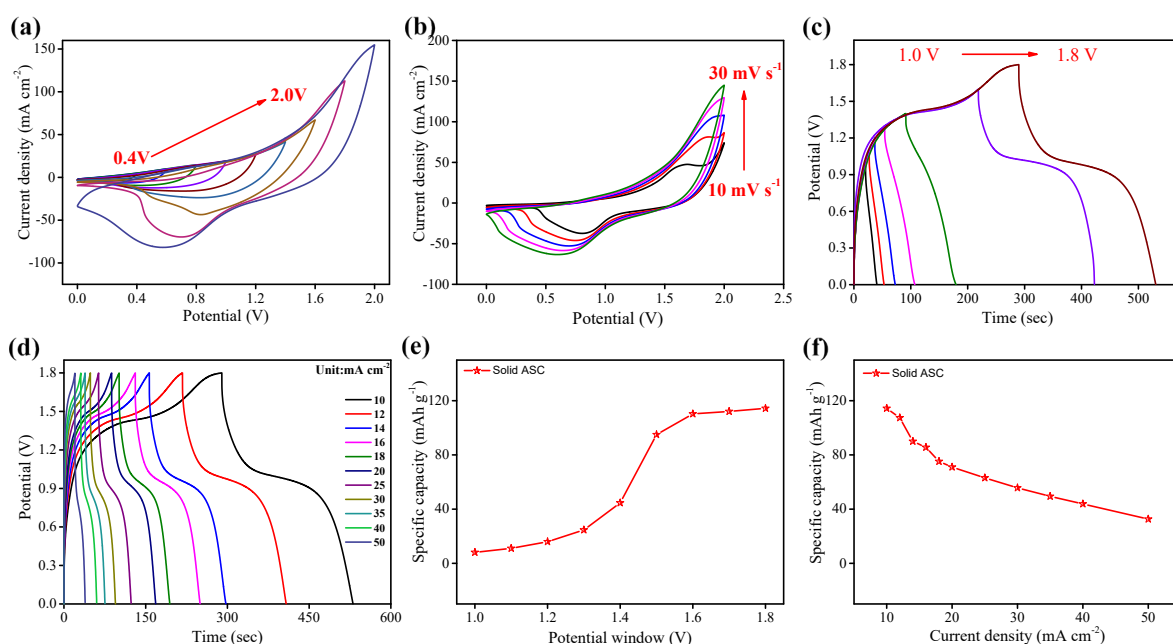 (a)
150
100
50
0
-50
-100
0.0 0.4 0.8 1.2 1.6 2.0
Current density (mA cm⁻²)
Potential (V)
0.4V
2.0V
(b)
200
150
100
50
0
-50
-100
0.0 0.5 1.0 1.5 2.0 2.5
Current density (mA cm⁻²)
Potential (V)
30 mV s⁻¹
10 mV s⁻¹
(c)
1.0 V
1.8 V
1.8
1.5
1.2
0.9
0.6
0.3
0.0
0 100 200 300 400 500
Potential (V)
Time (sec)
(d)
Unit:mA cm⁻²
10
12
14
16
18
20
25
30
35
40
50
1.8
1.5
1.2
0.9
0.6
0.3
0.0
0 150 300 450 600
Potential (V)
Time (sec)
(e)
Solid ASC
120
80
40
0
1.0 1.2 1.4 1.6 1.8
Specific capacity (mAh g⁻¹)
Potential window (V)
(f)
Solid ASC
120
80
40
0
10 20 30 40 50
Specific capacity (mAh g⁻¹)
Current density (mA cm⁻²)